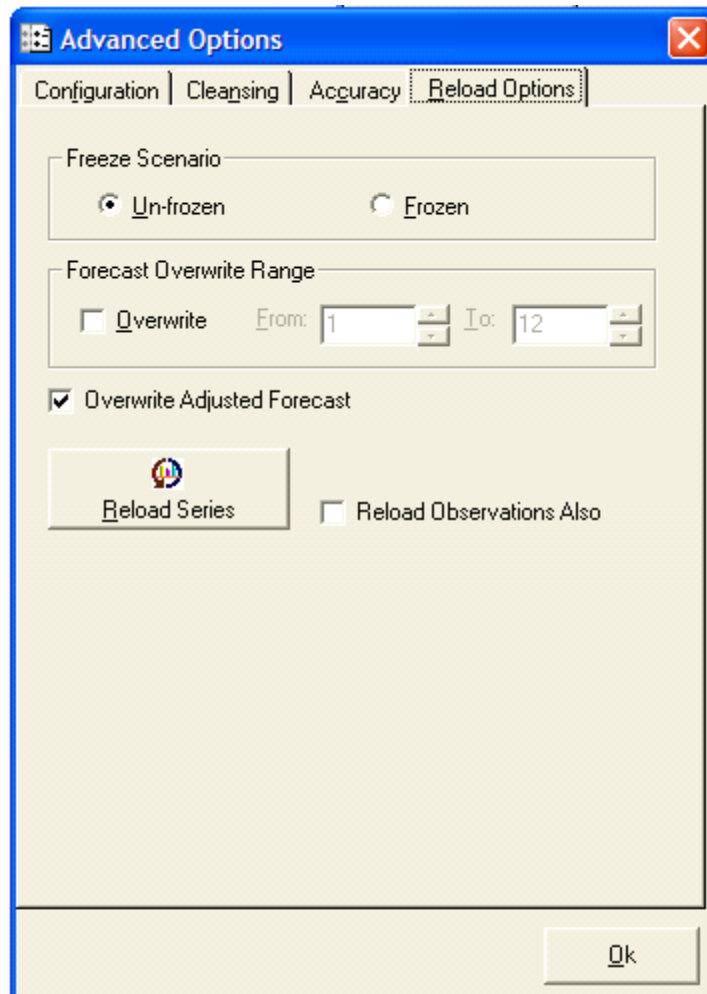 Advanced Options
Configuration Cleansing Accuracy Reload Options
Freeze Scenario
Un-frozen Frozen
Forecast Overwrite Range
Overwrite From: 1 To: 12
Overwrite Adjusted Forecast
Reload Series
Reload Observations Also
Ok